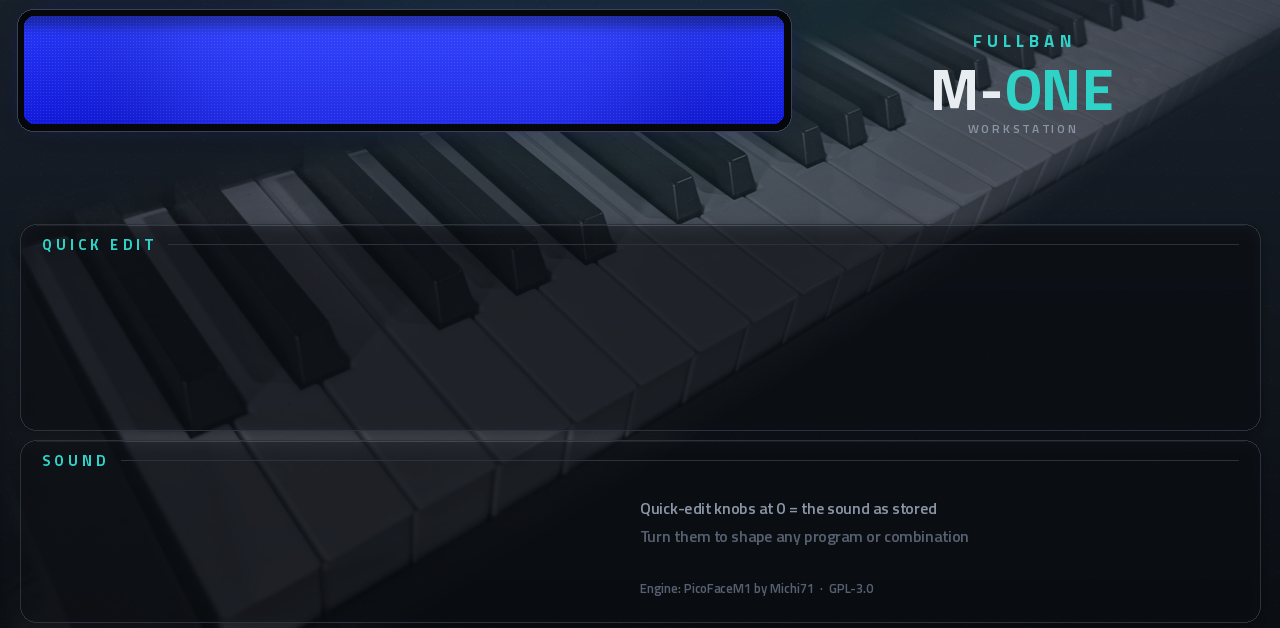 FULLBAN
M-ONE
WORKSTATION
QUICK EDIT
SOUND
Quick-edit knobs at 0 = the sound as stored
Turn them to shape any program or combination
Engine: PicoFaceM1 by Michi71 · GPL-3.0